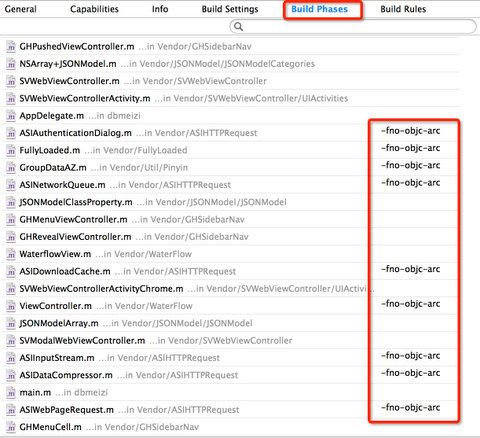 General Capabilities Info Build Settings Build Phases Build Rules
GHPushedViewController.m ...in Vendor/GHSidebarNav
NSArray+JSONModel.m ...in Vendor/JSONModel/JSONModelCategories
SVWebViewController.m ...in Vendor/SVWebViewController
SVWebViewControllerActivity.m ...in Vendor/SVWebViewController/UIActivities
AppDelegate.m ...in dbmeizi
ASIAuthenticationDialog.m ...in Vendor/ASIHTTPRequest -fno-objc-arc
FullyLoaded.m ...in Vendor/FullyLoaded -fno-objc-arc
GroupDataAZ.m ...in Vendor/Util/Pinyin -fno-objc-arc
ASINetworkQueue.m ...in Vendor/ASIHTTPRequest -fno-objc-arc
JSONModelClassProperty.m ...in Vendor/JSONModel/JSONModel
GHMenuViewController.m ...in Vendor/GHSidebarNav
GHRevealViewController.m ...in Vendor/GHSidebarNav
WaterflowView.m ...in Vendor/WaterFlow
ASIDownloadCache.m ...in Vendor/ASIHTTPRequest -fno-objc-arc
SVWebViewControllerActivityChrome.m ...in Vendor/SVWebViewController/UIActivi...
ViewController.m ...in Vendor/WaterFlow -fno-objc-arc
JSONModelArray.m ...in Vendor/JSONModel/JSONModel
SVModalWebViewController.m ...in Vendor/SVWebViewController
ASIInputStream.m ...in Vendor/ASIHTTPRequest -fno-objc-arc
ASIDataCompressor.m ...in Vendor/ASIHTTPRequest -fno-objc-arc
main.m ...in dbmeizi
ASIWebPageRequest.m ...in Vendor/ASIHTTPRequest -fno-objc-arc
GHMenuCell.m ...in Vendor/GHSidebarNav